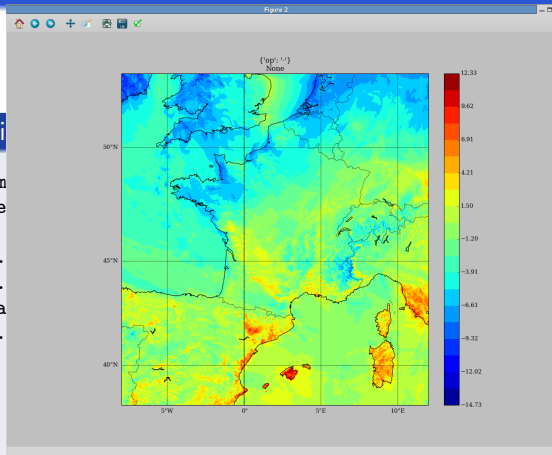 Figure 2
{'op': '-'}
None
50°N
45°N
40°N
5°W
0°
5°E
10°E
12.33
9.62
6.91
4.21
1.50
−1.20
−3.91
−6.61
−9.32
−12.02
−14.73